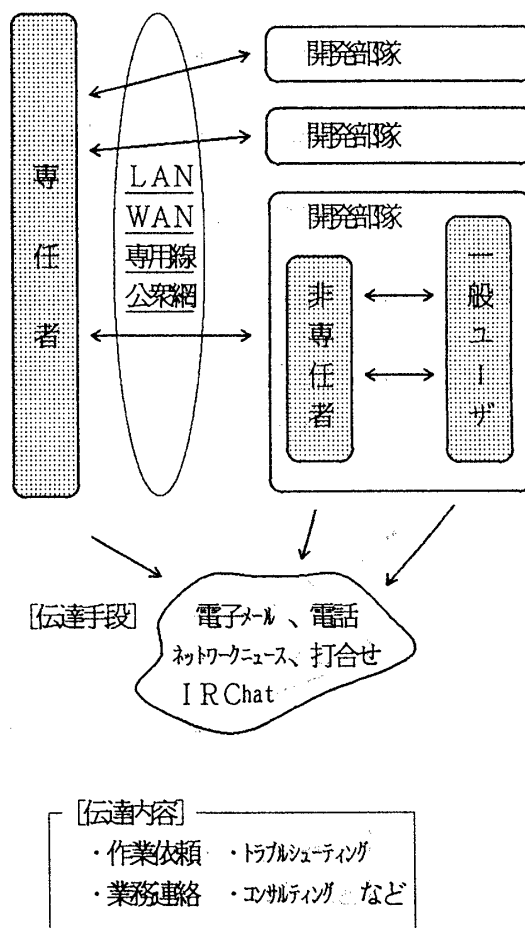 専任者
LAN
WAN
専用線
公衆網
開発部隊
開発部隊
開発部隊
非専任者
一般ユーザ
[伝達手段]
電子メール、電話
ネットワークニュース、打合せ
IRChat
[伝達内容]
・作業依頼 ・トラブルシューティング
・業務連絡 ・コンサルティング など